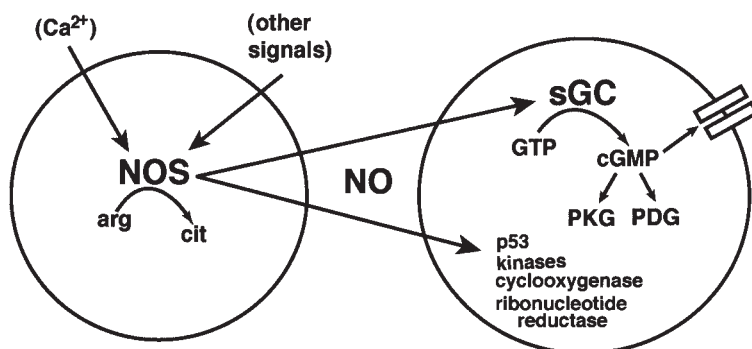 (Ca²⁺)
(other
signals)
NOS
arg
cit
NO
sGC
GTP
cGMP
PKG PDG
p53
kinases
cyclooxygenase
ribonucleotide
reductase